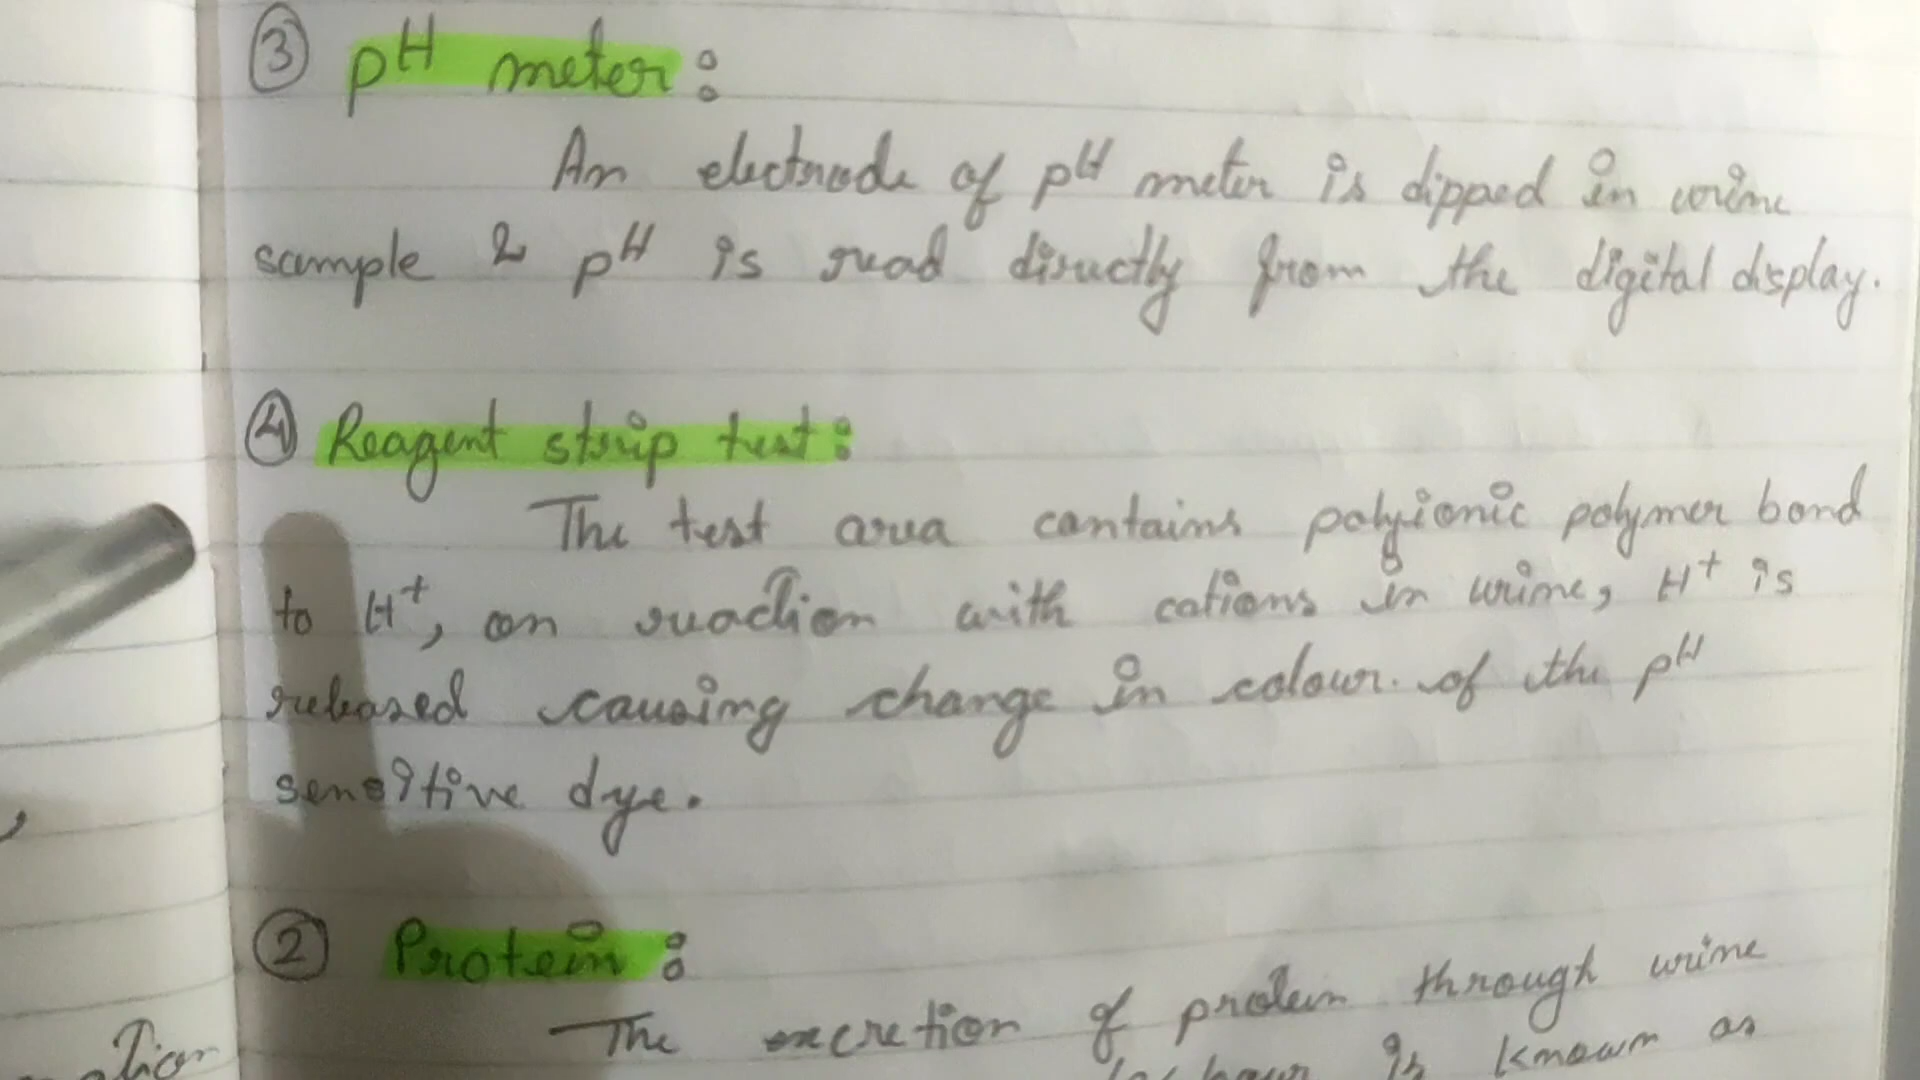 ③ pH meter:
An electrode of pH meter is dipped in urine
sample & pH is read directly from the digital display.
④ Reagent strip test:
The test area contains polyionic polymer bond
to H+, on reaction with cations in urine, H+ is
released causing change in colour. of the pH
sensitive dye.
② Protein:
The excretion of protein through urine
is known as